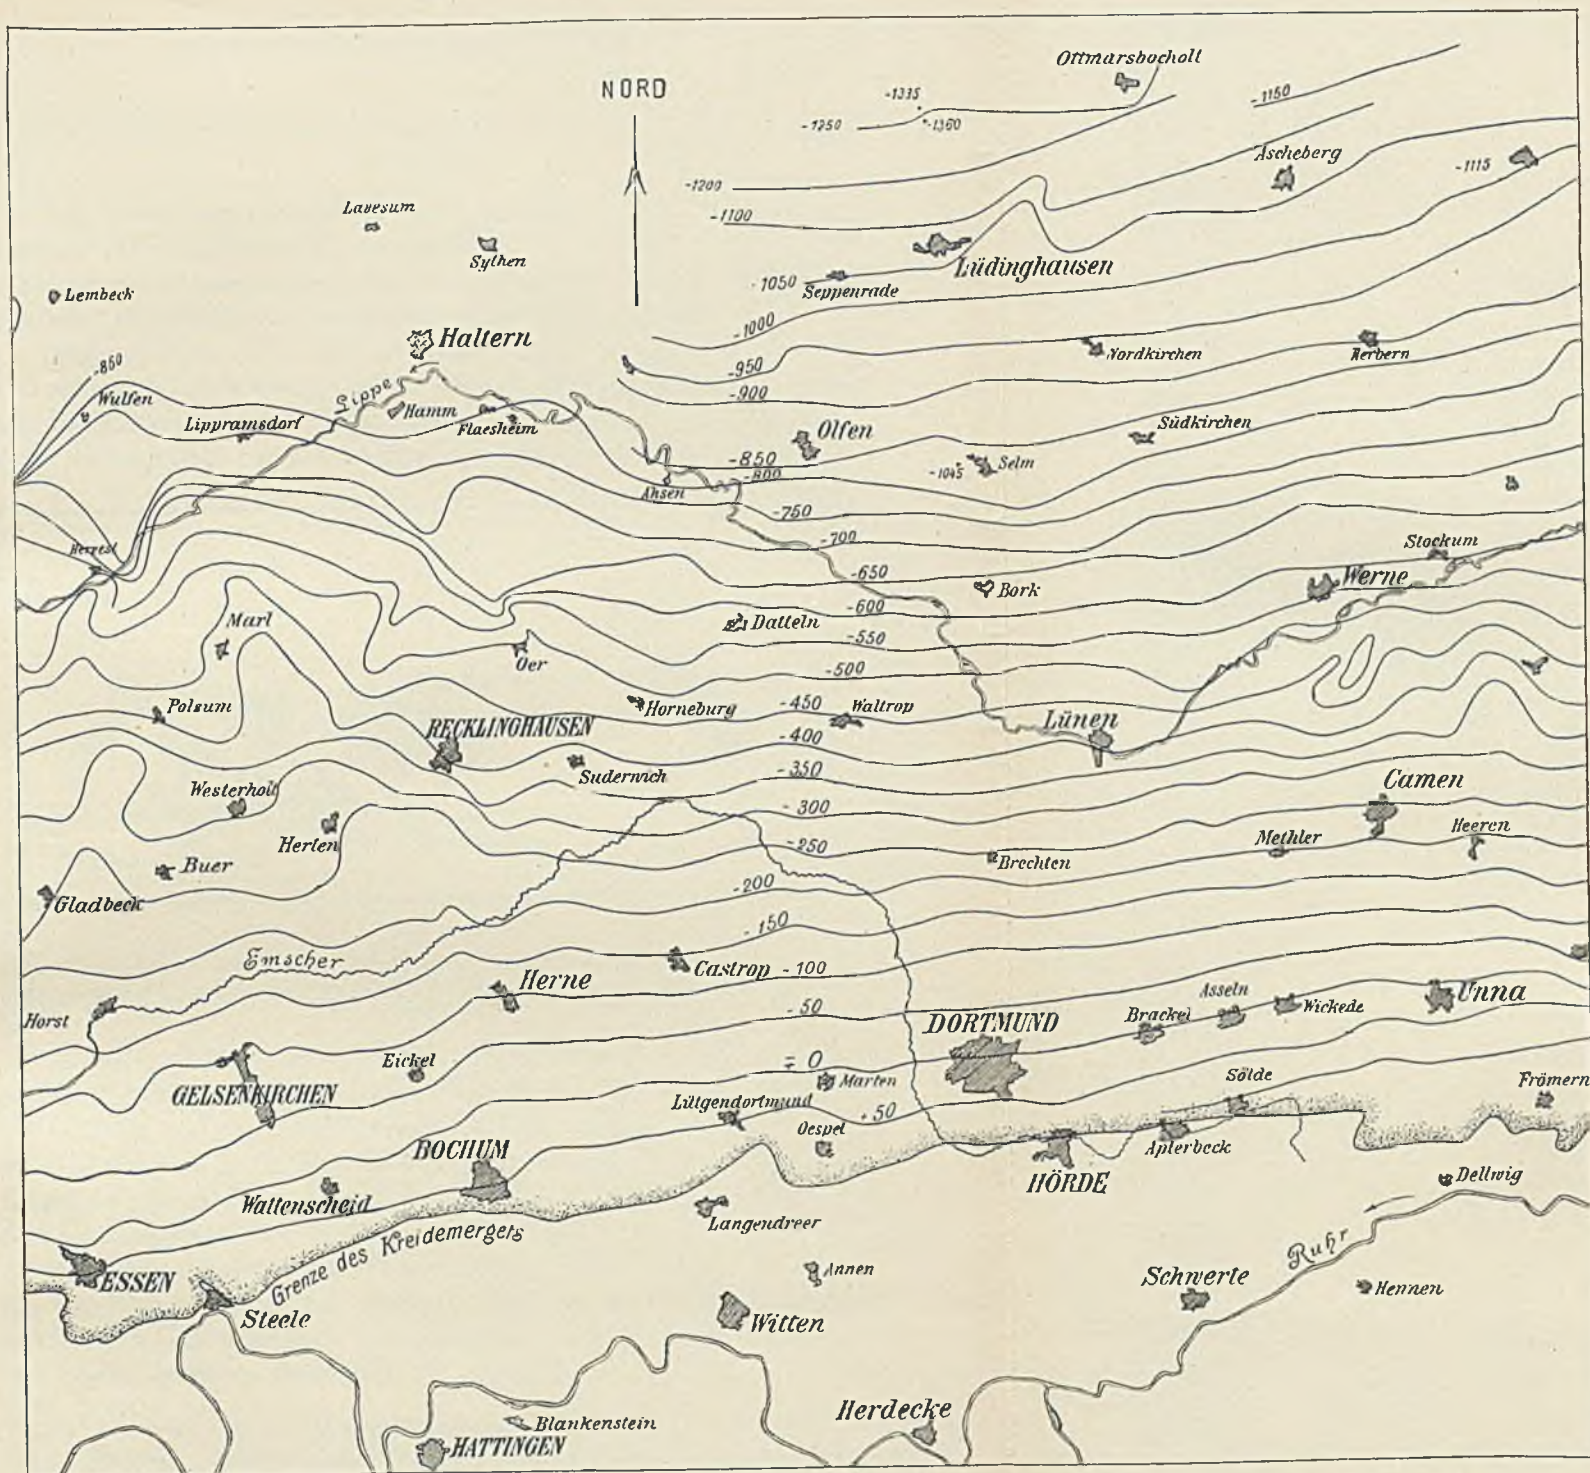 Ottmarsbocholt
NORD
-1335
-1360
-1250
-1150
Ascheberg
-1115
-1200
-1100
Lavesum
Sythen
Lüdinghausen
-1050
Seppenrade
Lembeck
Haltern
-1000
Nordkirchen
Herbern
-850
-950
-900
Wulfen
Lippe
Hamm
Lippramsdorf
Flaesheim
Olfen
Südkirchen
-850
-800
-1045
Selm
Ahsen
-750
-700
Stockum
Hervest
-650
Bork
Werne
-600
Marl
Datteln
-550
Oer
-500
Polsum
Horneburg
-450
Waltrop
Lünen
RECKLINGHAUSEN
-400
-350
Suderwich
Camen
Westerholt
-300
Herten
-250
Brechten
Methler
Heeren
Buer
-200
Gladbeck
-150
Emscher
Castrop
-100
Herne
Unna
Asseln
Horst
-50
DORTMUND
Brackel
Wickede
Eickel
∓ 0
Marten
Sölde
Frömern
GELSENKIRCHEN
Lütgendortmund
+50
Oespel
BOCHUM
Aplerbeck
HÖRDE
Dellwig
Wattenscheid
Langendreer
Grenze des Kreidemergels
Ruhr
ESSEN
Annen
Schwerte
Hennen
Steele
Witten
Herdecke
Blankenstein
HATTINGEN